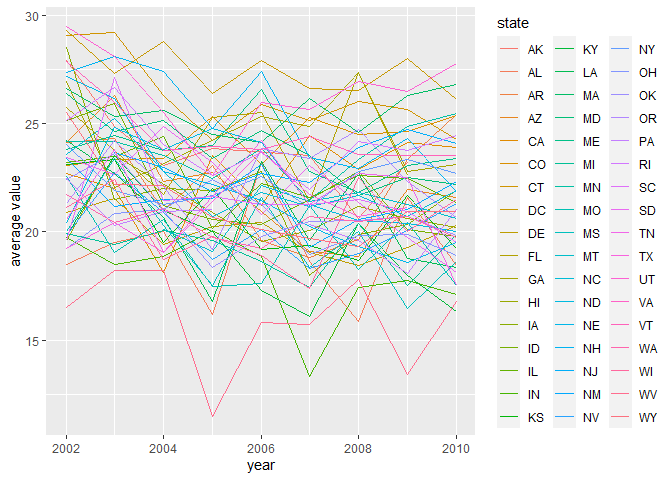 30
25
20
15
average value
2002
2004
2006
2008
2010
year
state
AK KY NY
AL LA OH
AR MA OK
AZ MD OR
CA ME PA
CO MI RI
CT MN SC
DC MO SD
DE MS TN
FL MT TX
GA NC UT
HI ND VA
IA NE VT
ID NH WA
IL NJ WI
IN NM WV
KS NV WY